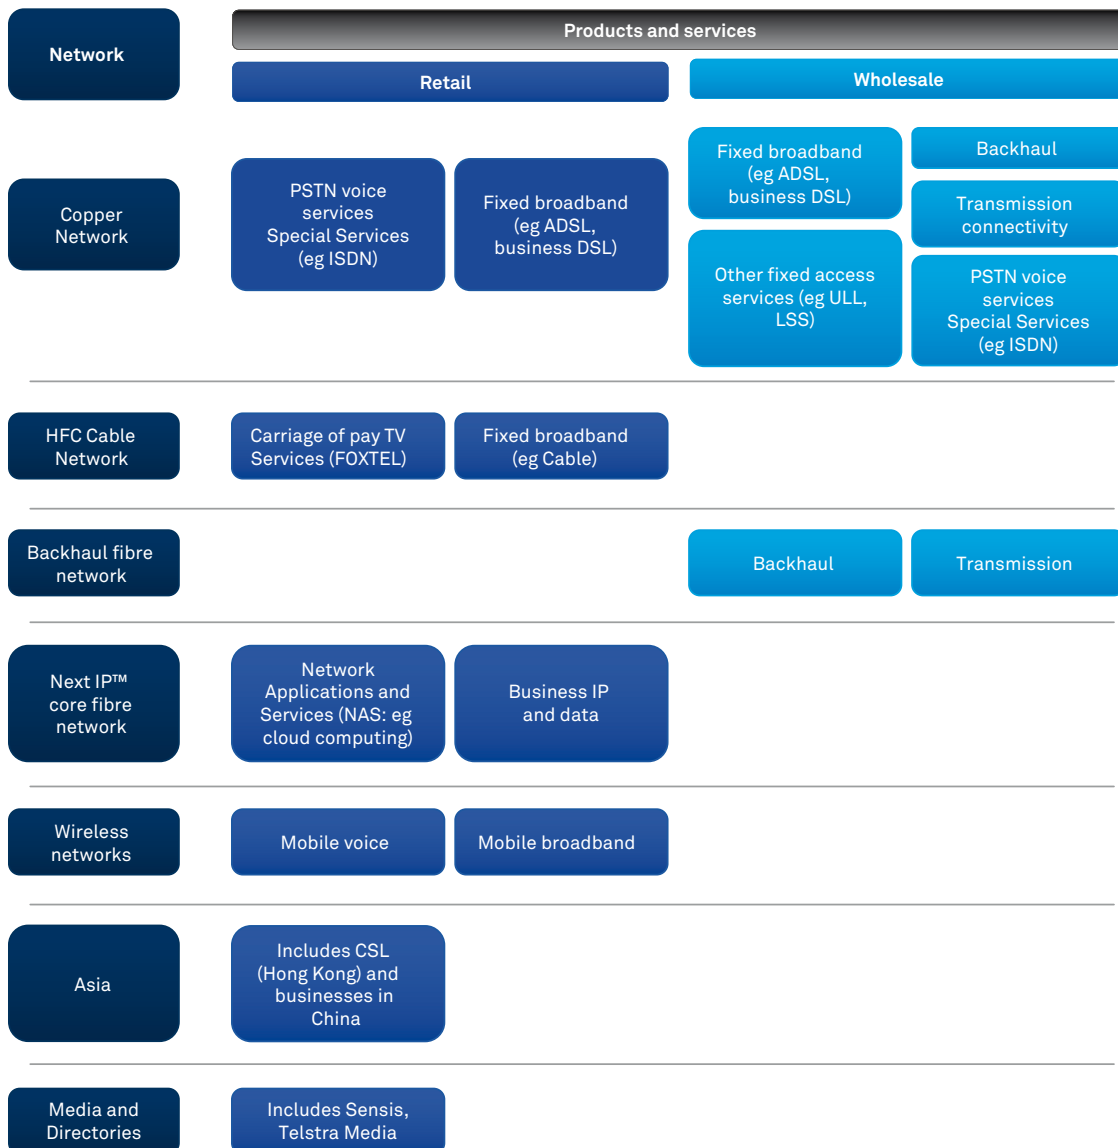 Network
Products and services
Retail
Wholesale
Copper
Network
PSTN voice
services
Special Services
(eg ISDN)
Fixed broadband
(eg ADSL,
business DSL)
Fixed broadband
(eg ADSL,
business DSL)
Backhaul
Transmission
connectivity
Other fixed access
services (eg ULL,
LSS)
PSTN voice
services
Special Services
(eg ISDN)
HFC Cable
Network
Carriage of pay TV
Services (FOXTEL)
Fixed broadband
(eg Cable)
Backhaul fibre
network
Backhaul
Transmission
Next IP™
core fibre
network
Network
Applications and
Services (NAS: eg
cloud computing)
Business IP
and data
Wireless
networks
Mobile voice
Mobile broadband
Asia
Includes CSL
(Hong Kong) and
businesses in
China
Media and
Directories
Includes Sensis,
Telstra Media